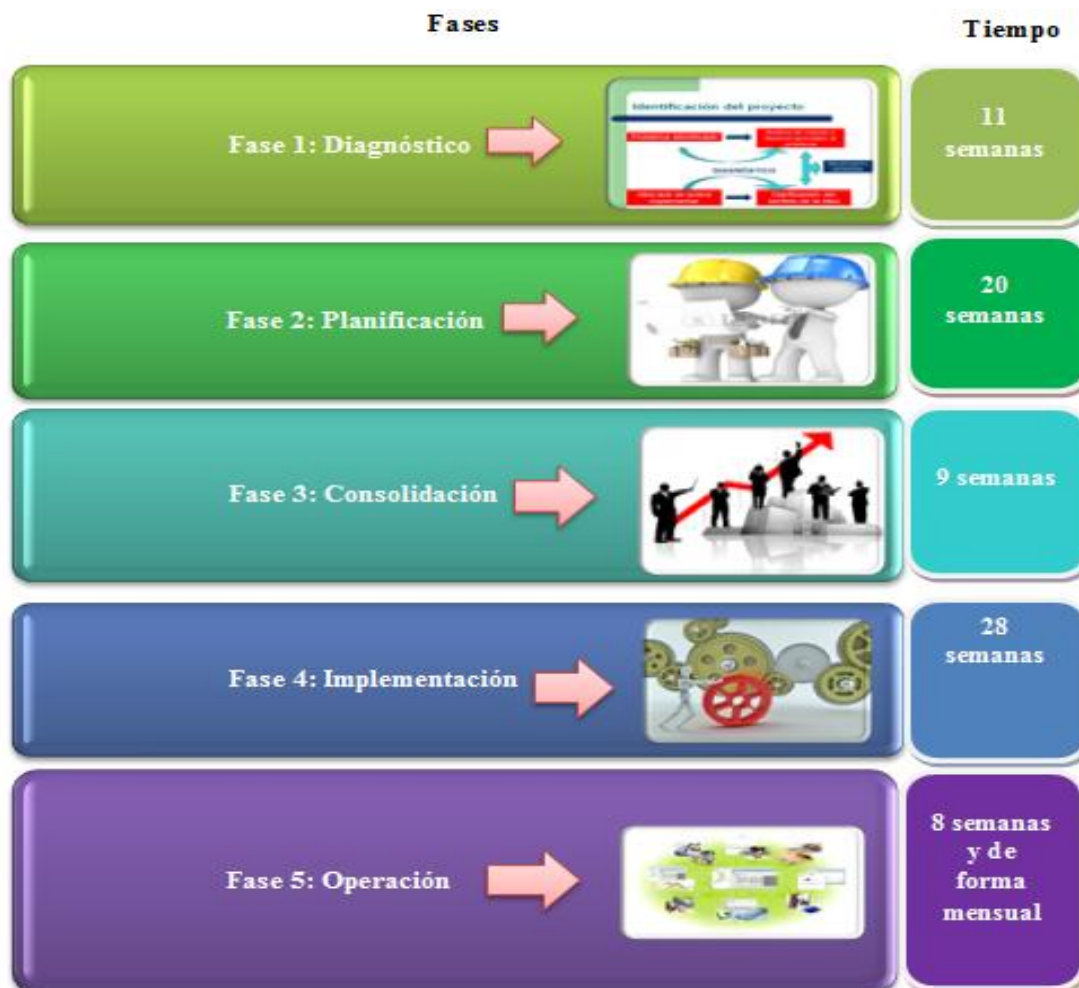 Fases
Tiempo
Fase 1: Diagnóstico
Identificación del proyecto
DIAGNÓSTICO
11
semanas
Fase 2: Planificación
20
semanas
Fase 3: Consolidación
9 semanas
Fase 4: Implementación
28
semanas
Fase 5: Operación
8 semanas
y de
forma
mensual